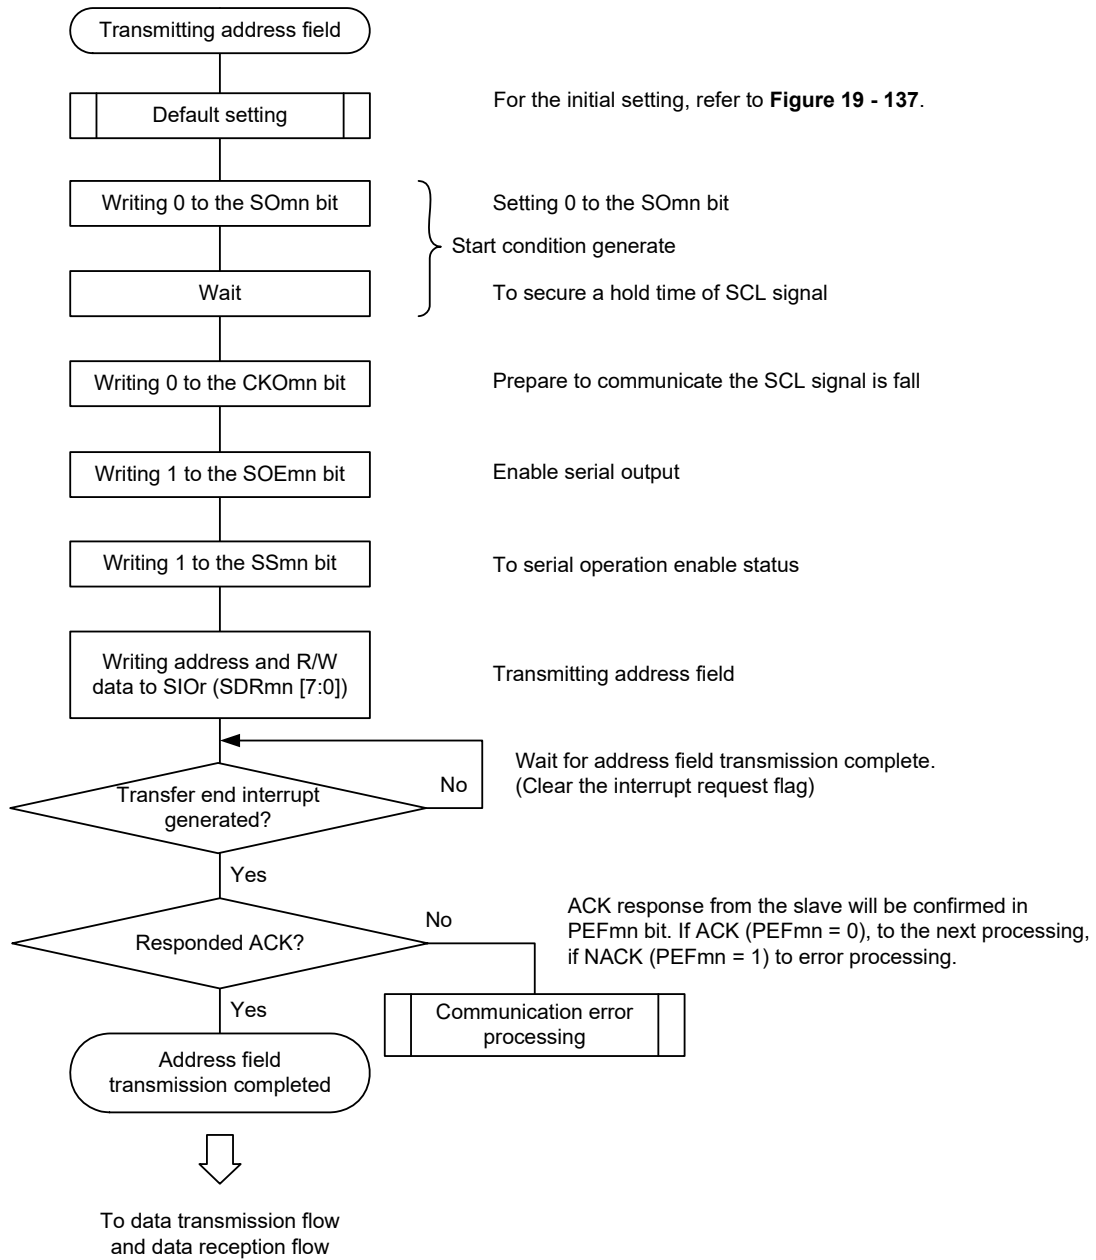 Transmitting address field
Default setting
For the initial setting, refer to Figure 19 - 137.
Writing 0 to the SOmn bit
Setting 0 to the SOmn bit
Start condition generate
Wait
To secure a hold time of SCL signal
Writing 0 to the CKOmn bit
Prepare to communicate the SCL signal is fall
Writing 1 to the SOEmn bit
Enable serial output
Writing 1 to the SSmn bit
To serial operation enable status
Writing address and R/W
data to SIOr (SDRmn [7:0])
Transmitting address field
Wait for address field transmission complete.
(Clear the interrupt request flag)
Transfer end interrupt
generated?
No
Yes
Responded ACK?
No
ACK response from the slave will be confirmed in
PEFmn bit. If ACK (PEFmn = 0), to the next processing,
if NACK (PEFmn = 1) to error processing.
Yes
Communication error
processing
Address field
transmission completed
To data transmission flow
and data reception flow